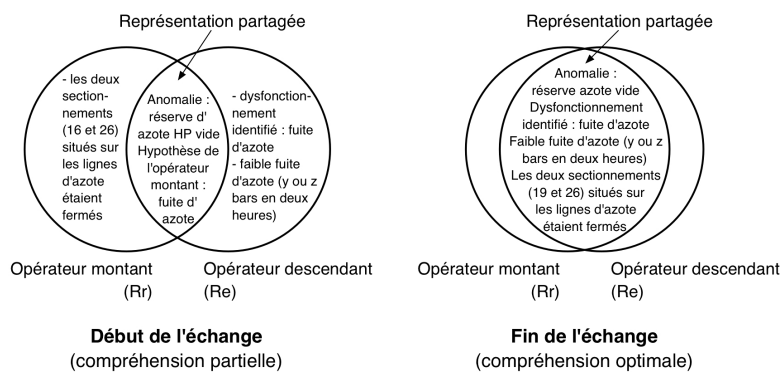 Représentation partagée
- les deux
section-
nements
(16 et 26)
situés sur
les lignes
d'azote
étaient
fermés
Anomalie :
réserve d'
azote HP vide
Hypothèse de
l'opérateur
montant :
fuite d'
azote
- dysfonction-
nement
identifié : fuite
d'azote
- faible fuite
d'azote (y ou z
bars en deux
heures)
Opérateur montant
(Rr)
Opérateur descendant
(Re)
Début de l'échange
(compréhension partielle)
Représentation partagée
Anomalie :
réserve azote vide
Dysfonctionnement
identifié : fuite d'azote
Faible fuite d'azote (y ou z
bars en deux heures)
Les deux sectionnements
(19 et 26) situés sur
les lignes d'azote
étaient fermés
Opérateur montant
(Rr)
Opérateur descendant
(Re)
Fin de l'échange
(compréhension optimale)